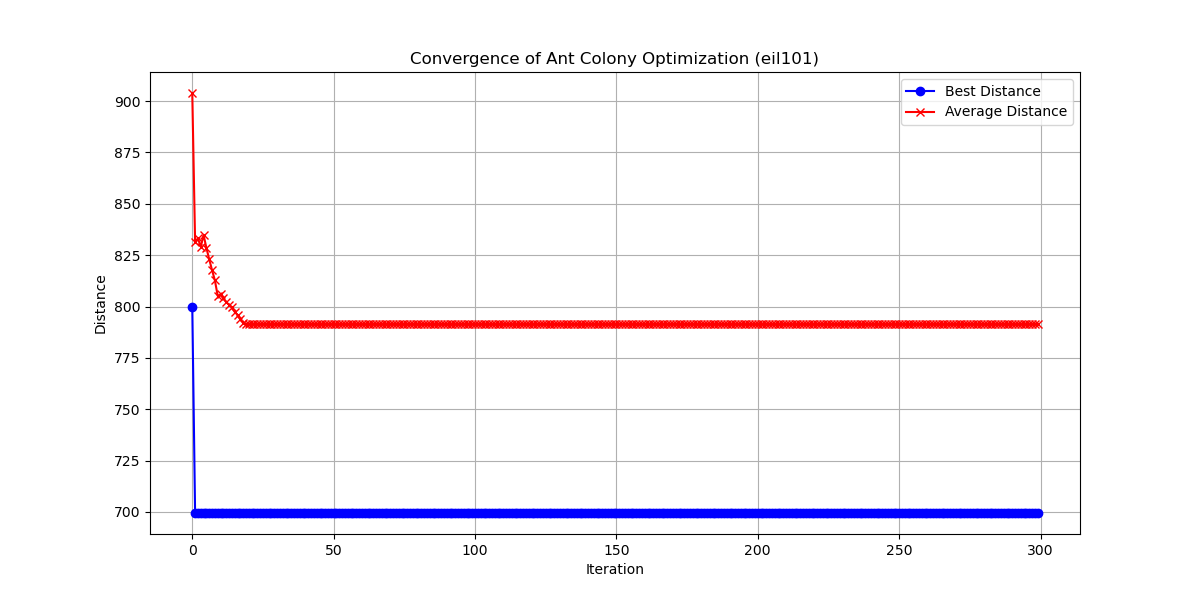 Convergence of Ant Colony Optimization (eil101)
Best Distance
Average Distance
900
875
850
825
800
775
750
725
700
Distance
0 50 100 150 200 250 300
Iteration